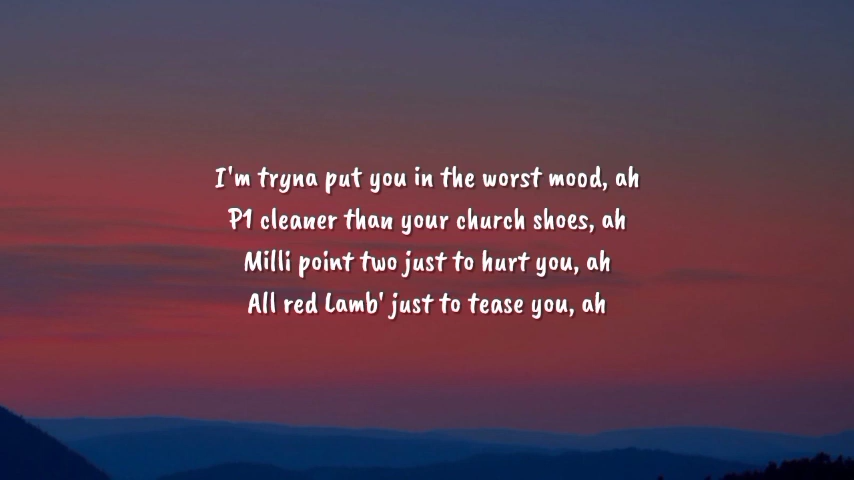 I'm tryna put you in the worst mood, ah
P1 cleaner than your church shoes, ah
Milli point two just to hurt you, ah
All red Lamb' just to tease you, ah